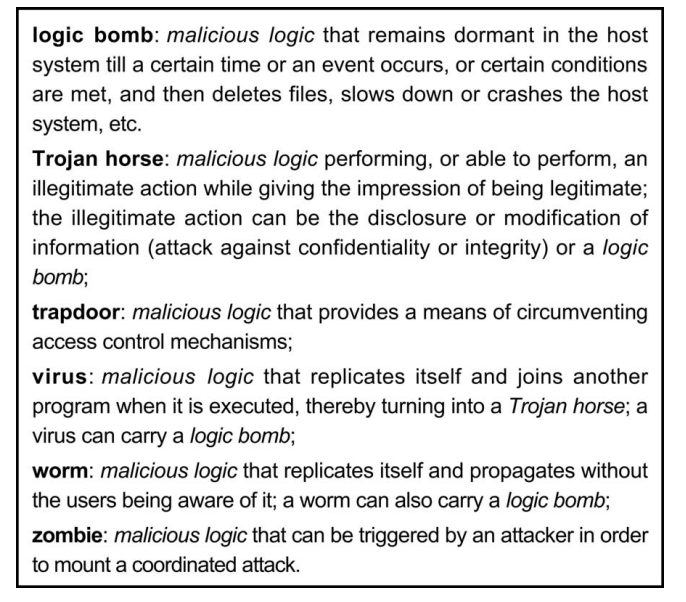 logic bomb: malicious logic that remains dormant in the host
system till a certain time or an event occurs, or certain conditions
are met, and then deletes files, slows down or crashes the host
system, etc.
Trojan horse: malicious logic performing, or able to perform, an
illegitimate action while giving the impression of being legitimate;
the illegitimate action can be the disclosure or modification of
information (attack against confidentiality or integrity) or a logic
bomb;
trapdoor: malicious logic that provides a means of circumventing
access control mechanisms;
virus: malicious logic that replicates itself and joins another
program when it is executed, thereby turning into a Trojan horse; a
virus can carry a logic bomb;
worm: malicious logic that replicates itself and propagates without
the users being aware of it; a worm can also carry a logic bomb;
zombie: malicious logic that can be triggered by an attacker in order
to mount a coordinated attack.